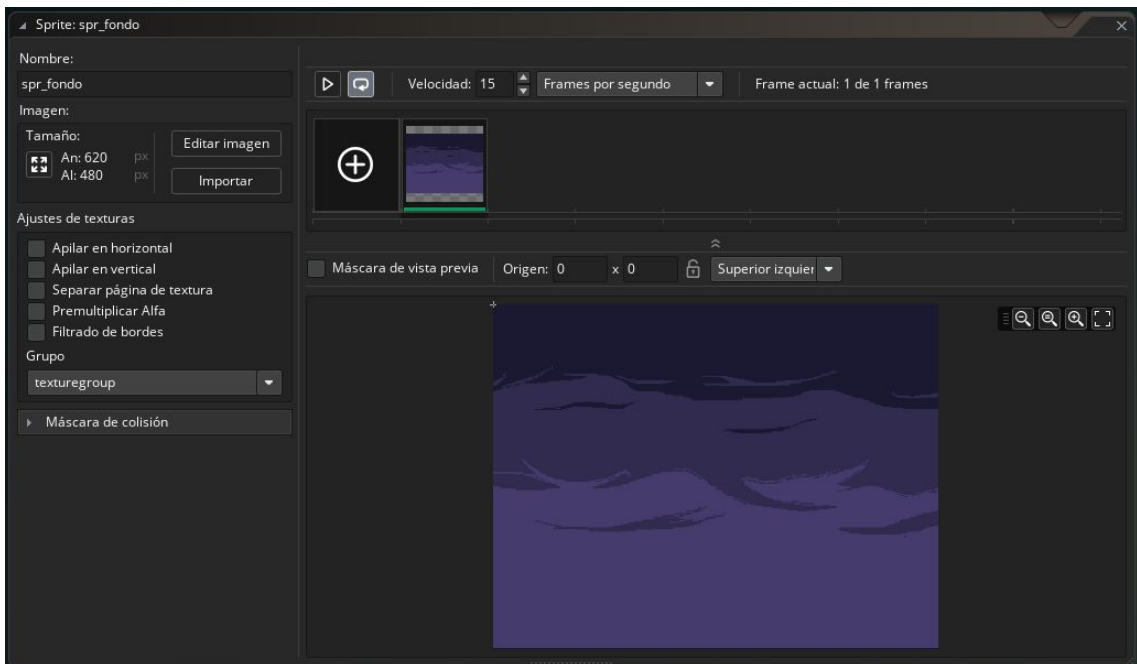 Sprite: spr_fondo
Nombre:
spr_fondo
Imagen:
Tamaño:
An: 620 px
Al: 480 px
Editar imagen
Importar
Ajustes de texturas
Apilar en horizontal
Apilar en vertical
Separar página de textura
Premultiplicar Alfa
Filtrado de bordes
Grupo
texturegroup
Máscara de colisión
Velocidad: 15 Frames por segundo Frame actual: 1 de 1 frames
Máscara de vista previa Origen: 0 x 0 Superior izquier